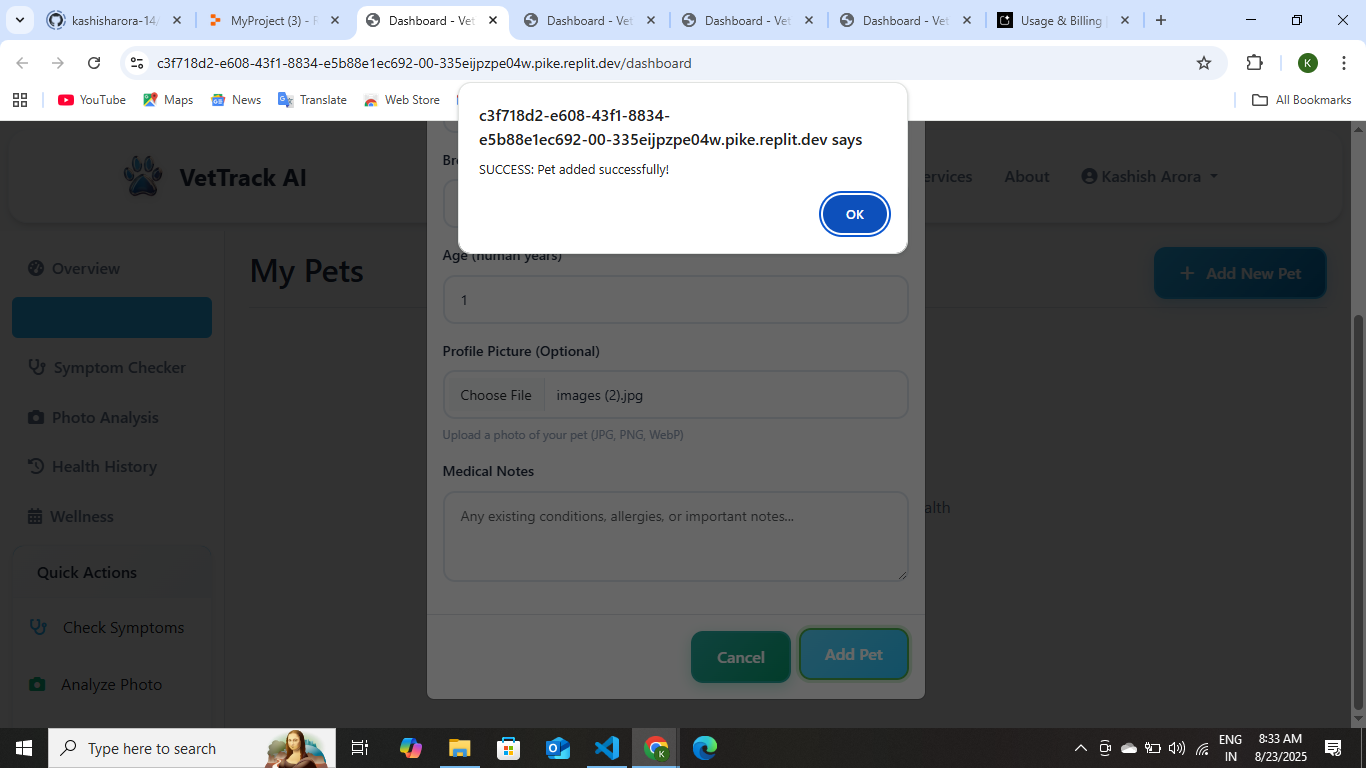 kashisharora-14/
MyProject (3) - R
Dashboard - Vet
Dashboard - Vet
Dashboard - Vet
Dashboard - Vet
Usage & Billing
c3f718d2-e608-43f1-8834-e5b88e1ec692-00-335eijpzpe04w.pike.replit.dev/dashboard
K
YouTube
Maps
News
Translate
Web Store
All Bookmarks
c3f718d2-e608-43f1-8834-
e5b88e1ec692-00-335eijpzpe04w.pike.replit.dev says
SUCCESS: Pet added successfully!
OK
VetTrack AI
ervices
About
Kashish Arora
Overview
Symptom Checker
Photo Analysis
Health History
Wellness
Quick Actions
Check Symptoms
Analyze Photo
My Pets
Add New Pet
Bre
Age (human years)
1
Profile Picture (Optional)
Choose File
images (2).jpg
Upload a photo of your pet (JPG, PNG, WebP)
Medical Notes
Any existing conditions, allergies, or important notes...
alth
Cancel
Add Pet
Type here to search
K
ENG
IN
8:33 AM
8/23/2025